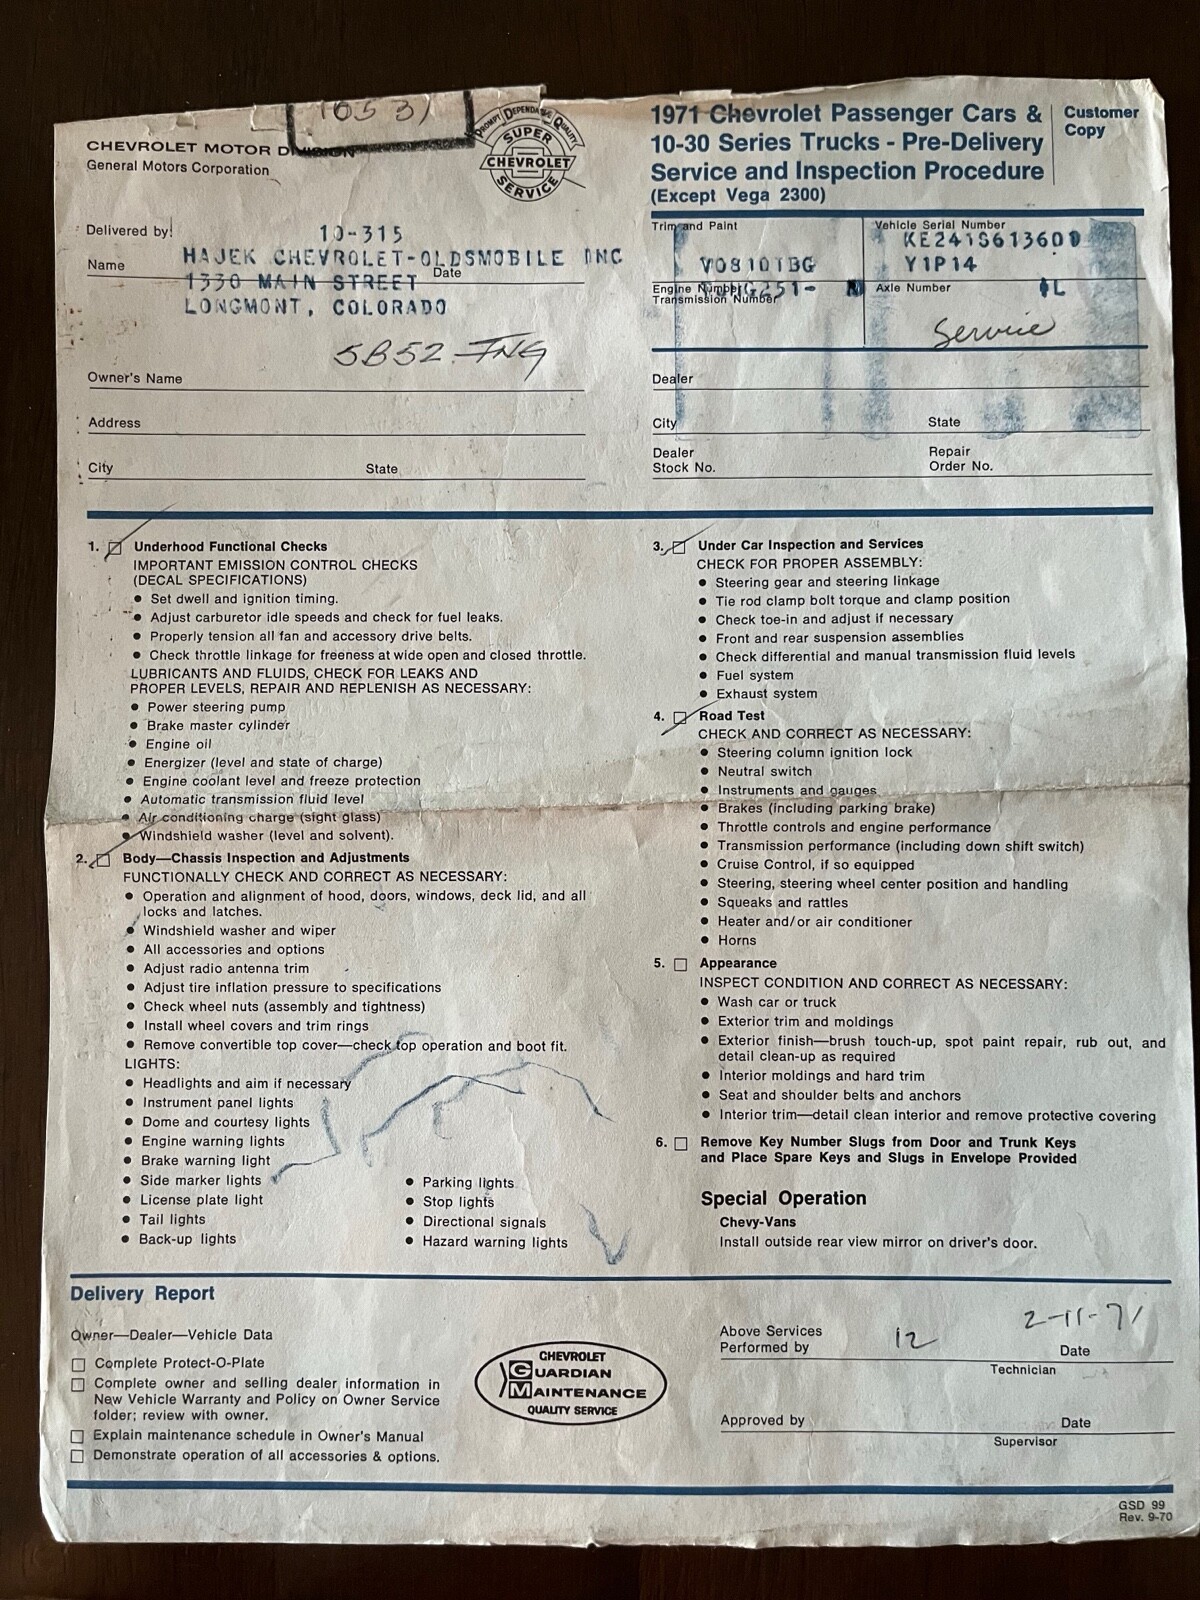 CHEVROLET MOTOR DIVISION
General Motors Corporation
PROMPT DEPENDABLE QUALITY
SUPER
CHEVROLET
SERVICE
1971 Chevrolet Passenger Cars &
10-30 Series Trucks - Pre-Delivery
Service and Inspection Procedure
(Except Vega 2300)
Customer
Copy
Delivered by:
10-315
Name
HAJEK CHEVROLET-OLDSMOBILE INC
Date
1330 MAIN STREET
LONGMONT, COLORADO
Owner's Name
Address
City State
Trim and Paint
Vehicle Serial Number
Y1P14
Engine Number
Transmission Number
Axle Number
Service
Dealer
City State
Dealer
Stock No.
Repair
Order No.
1. Underhood Functional Checks
IMPORTANT EMISSION CONTROL CHECKS
(DECAL SPECIFICATIONS)
• Set dwell and ignition timing.
• Adjust carburetor idle speeds and check for fuel leaks.
• Properly tension all fan and accessory drive belts.
• Check throttle linkage for freeness at wide open and closed throttle.
LUBRICANTS AND FLUIDS, CHECK FOR LEAKS AND
PROPER LEVELS, REPAIR AND REPLENISH AS NECESSARY:
• Power steering pump
• Brake master cylinder
• Engine oil
• Energizer (level and state of charge)
• Engine coolant level and freeze protection
• Automatic transmission fluid level
• Air conditioning charge (sight glass)
• Windshield washer (level and solvent).
2. Body—Chassis Inspection and Adjustments
FUNCTIONALLY CHECK AND CORRECT AS NECESSARY:
• Operation and alignment of hood, doors, windows, deck lid, and all
locks and latches.
• Windshield washer and wiper
• All accessories and options
• Adjust radio antenna trim
• Adjust tire inflation pressure to specifications
• Check wheel nuts (assembly and tightness)
• Install wheel covers and trim rings
• Remove convertible top cover—check top operation and boot fit.
LIGHTS:
• Headlights and aim if necessary
• Instrument panel lights
• Dome and courtesy lights
• Engine warning lights
• Brake warning light
• Side marker lights
• License plate light
• Tail lights
• Back-up lights
• Parking lights
• Stop lights
• Directional signals
• Hazard warning lights
3. Under Car Inspection and Services
CHECK FOR PROPER ASSEMBLY:
• Steering gear and steering linkage
• Tie rod clamp bolt torque and clamp position
• Check toe-in and adjust if necessary
• Front and rear suspension assemblies
• Check differential and manual transmission fluid levels
• Fuel system
• Exhaust system
4. Road Test
CHECK AND CORRECT AS NECESSARY:
• Steering column ignition lock
• Neutral switch
• Instruments and gauges
• Brakes (including parking brake)
• Throttle controls and engine performance
• Transmission performance (including down shift switch)
• Cruise Control, if so equipped
• Steering, steering wheel center position and handling
• Squeaks and rattles
• Heater and/or air conditioner
• Horns
5. Appearance
INSPECT CONDITION AND CORRECT AS NECESSARY:
• Wash car or truck
• Exterior trim and moldings
• Exterior finish—brush touch-up, spot paint repair, rub out, and
detail clean-up as required
• Interior moldings and hard trim
• Seat and shoulder belts and anchors
• Interior trim—detail clean interior and remove protective covering
6. Remove Key Number Slugs from Door and Trunk Keys
and Place Spare Keys and Slugs in Envelope Provided
Special Operation
Chevy-Vans
Install outside rear view mirror on driver's door.
Delivery Report
Owner—Dealer—Vehicle Data
Complete Protect-O-Plate
Complete owner and selling dealer information in
New Vehicle Warranty and Policy on Owner Service
folder; review with owner.
Explain maintenance schedule in Owner's Manual
Demonstrate operation of all accessories & options.
CHEVROLET
GUARDIAN
MAINTENANCE
QUALITY SERVICE
Above Services
Performed by 12 2-11-71
Date
Technician
Approved by Date
Supervisor
GSD 99
Rev. 9-70